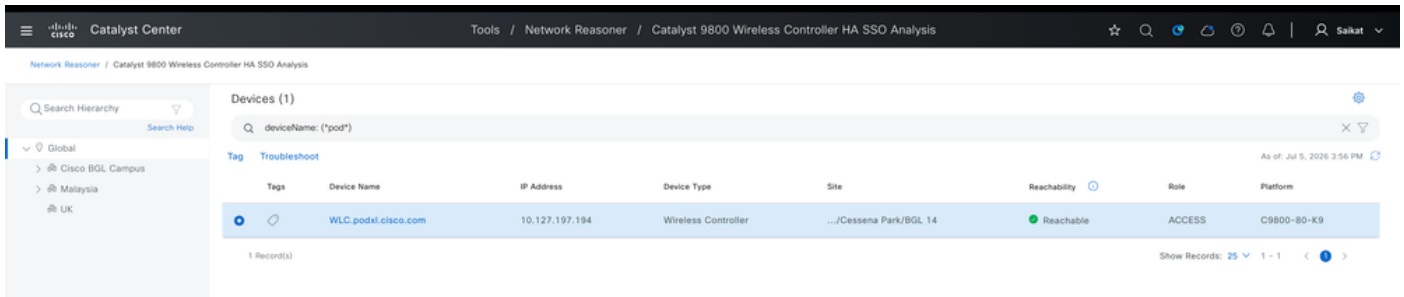 cisco Catalyst Center Tools / Network Reasoner / Catalyst 9800 Wireless Controller HA SSO Analysis Saikat
Network Reasoner / Catalyst 9800 Wireless Controller HA SSO Analysis
Search Hierarchy
Search Help
Global
Cisco BGL Campus
Malaysia
UK
Devices (1)
deviceName: (*pod*)
Tag Troubleshoot As of: Jul 5, 2026 3:56 PM
Tags Device Name IP Address Device Type Site Reachability Role Platform
WLC.podxl.cisco.com 10.127.197.194 Wireless Controller .../Cessena Park/BGL 14 Reachable ACCESS C9800-80-K9
1 Record(s) Show Records: 25 1 - 1 1